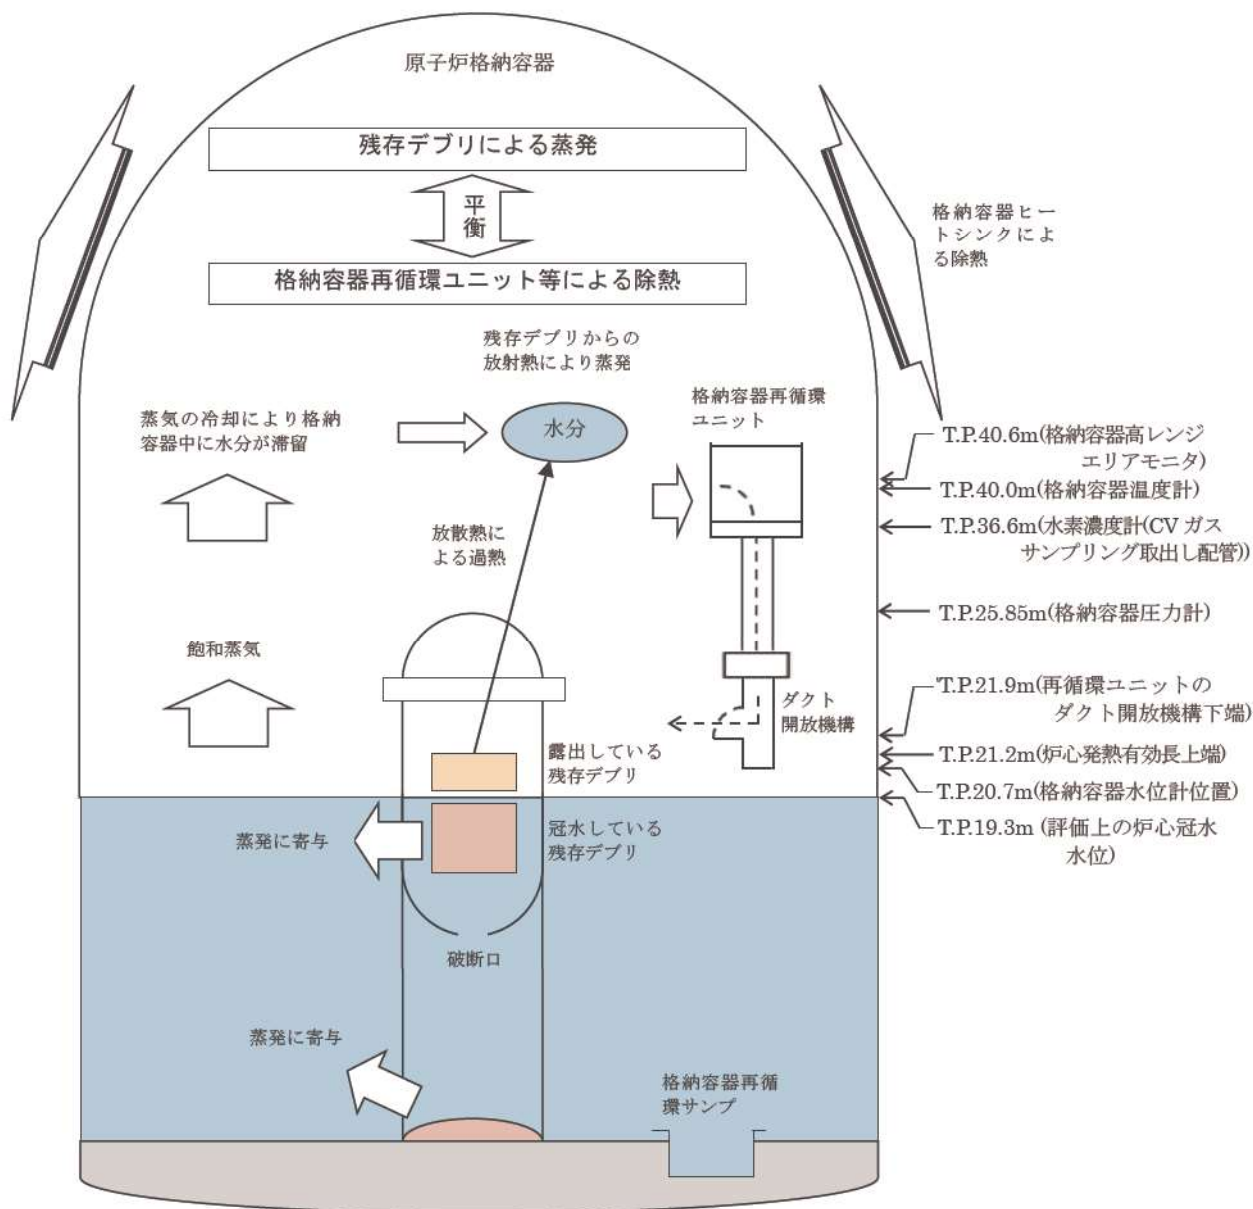 原子炉格納容器
残存デブリによる蒸発
平
衡
格納容器再循環ユニット等による除熱
格納容器ヒー
トシンクによ
る除熱
残存デブリからの
放射熱により蒸発
蒸気の冷却により格納
容器中に水分が滞留
水分
格納容器再循環
ユニット
放散熱に
よる過熱
飽和蒸気
ダクト
開放機構
露出している
残存デブリ
冠水している
残存デブリ
蒸発に寄与
破断口
蒸発に寄与
格納容器再循
環サンプ
T.P.40.6m(格納容器高レンジ
エリアモニタ)
T.P.40.0m(格納容器温度計)
T.P.36.6m(水素濃度計(CV ガス
サンプリング取出し配管))
T.P.25.85m(格納容器圧力計)
T.P.21.9m(再循環ユニットの
ダクト開放機構下端)
T.P.21.2m(炉心発熱有効長上端)
T.P.20.7m(格納容器水位計位置)
T.P.19.3m (評価上の炉心冠水
水位)